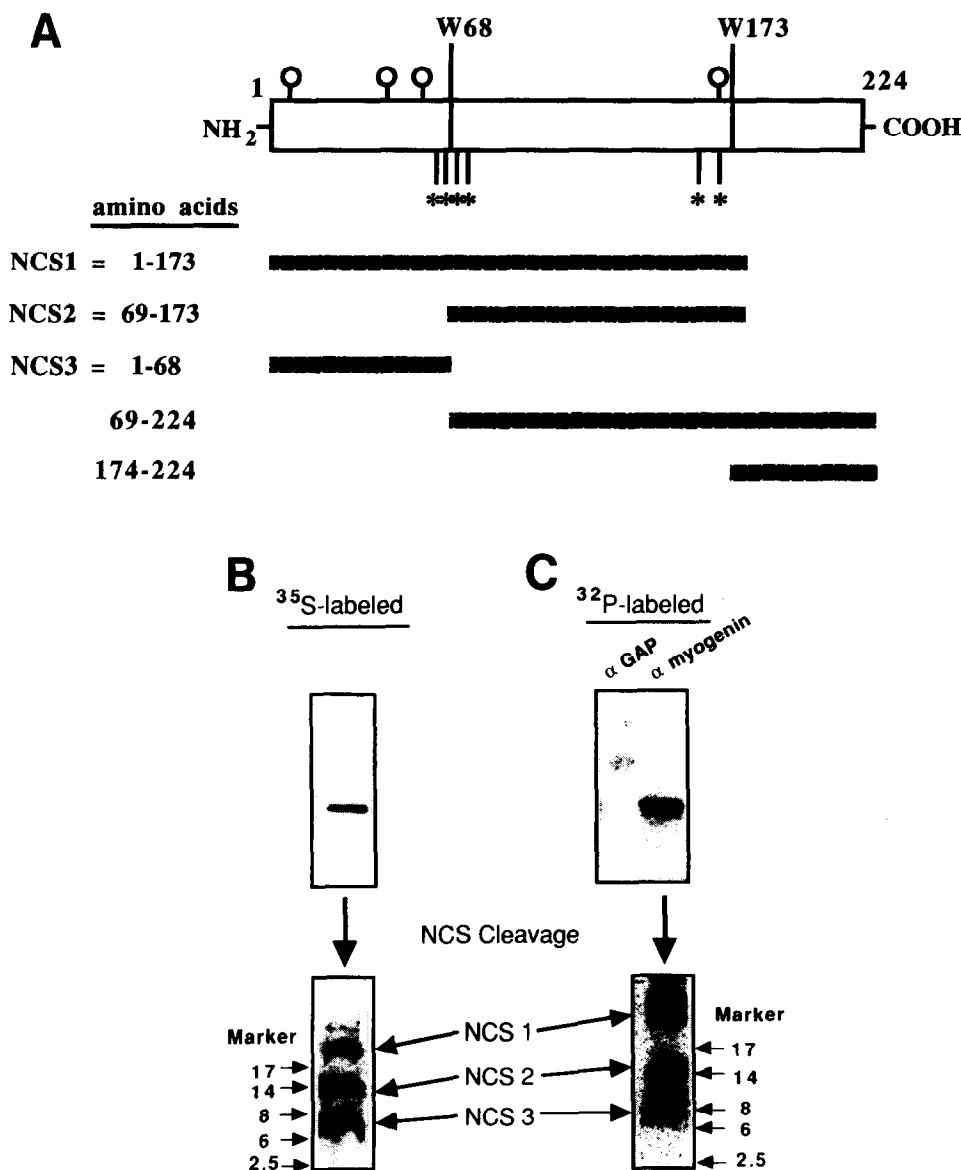 A
W68 W173
1 224
NH2 COOH
**** * *
amino acids
NCS1 = 1-173
NCS2 = 69-173
NCS3 = 1-68
69-224
174-224
B C
35S-labeled 32P-labeled
α GAP
α myogenin
NCS Cleavage
Marker NCS 1 Marker
17 17
14 NCS 2 14
8 NCS 3 8
6 6
2.5 2.5